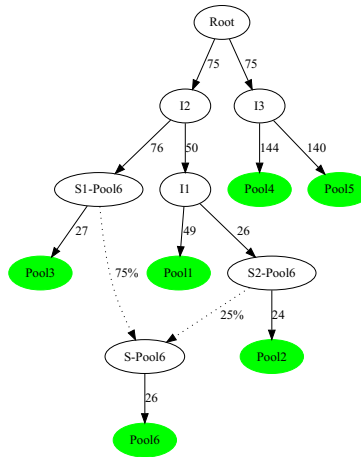 Root
75 75
I2 I3
76 50 144 140
S1-Pool6 I1 Pool4 Pool5
27 49 26
Pool3 75% Pool1 S2-Pool6
25% 24
S-Pool6 Pool2
26
Pool6